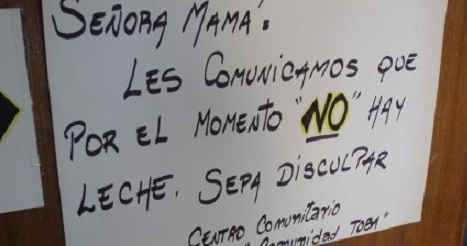 SEÑORA MAMÁ:
LES COMUNICAMOS QUE
POR EL MOMENTO "NO" HAY
LECHE. SEPA DISCULPAR
CENTRO COMUNITARIO
"COMUNIDAD TOBA"